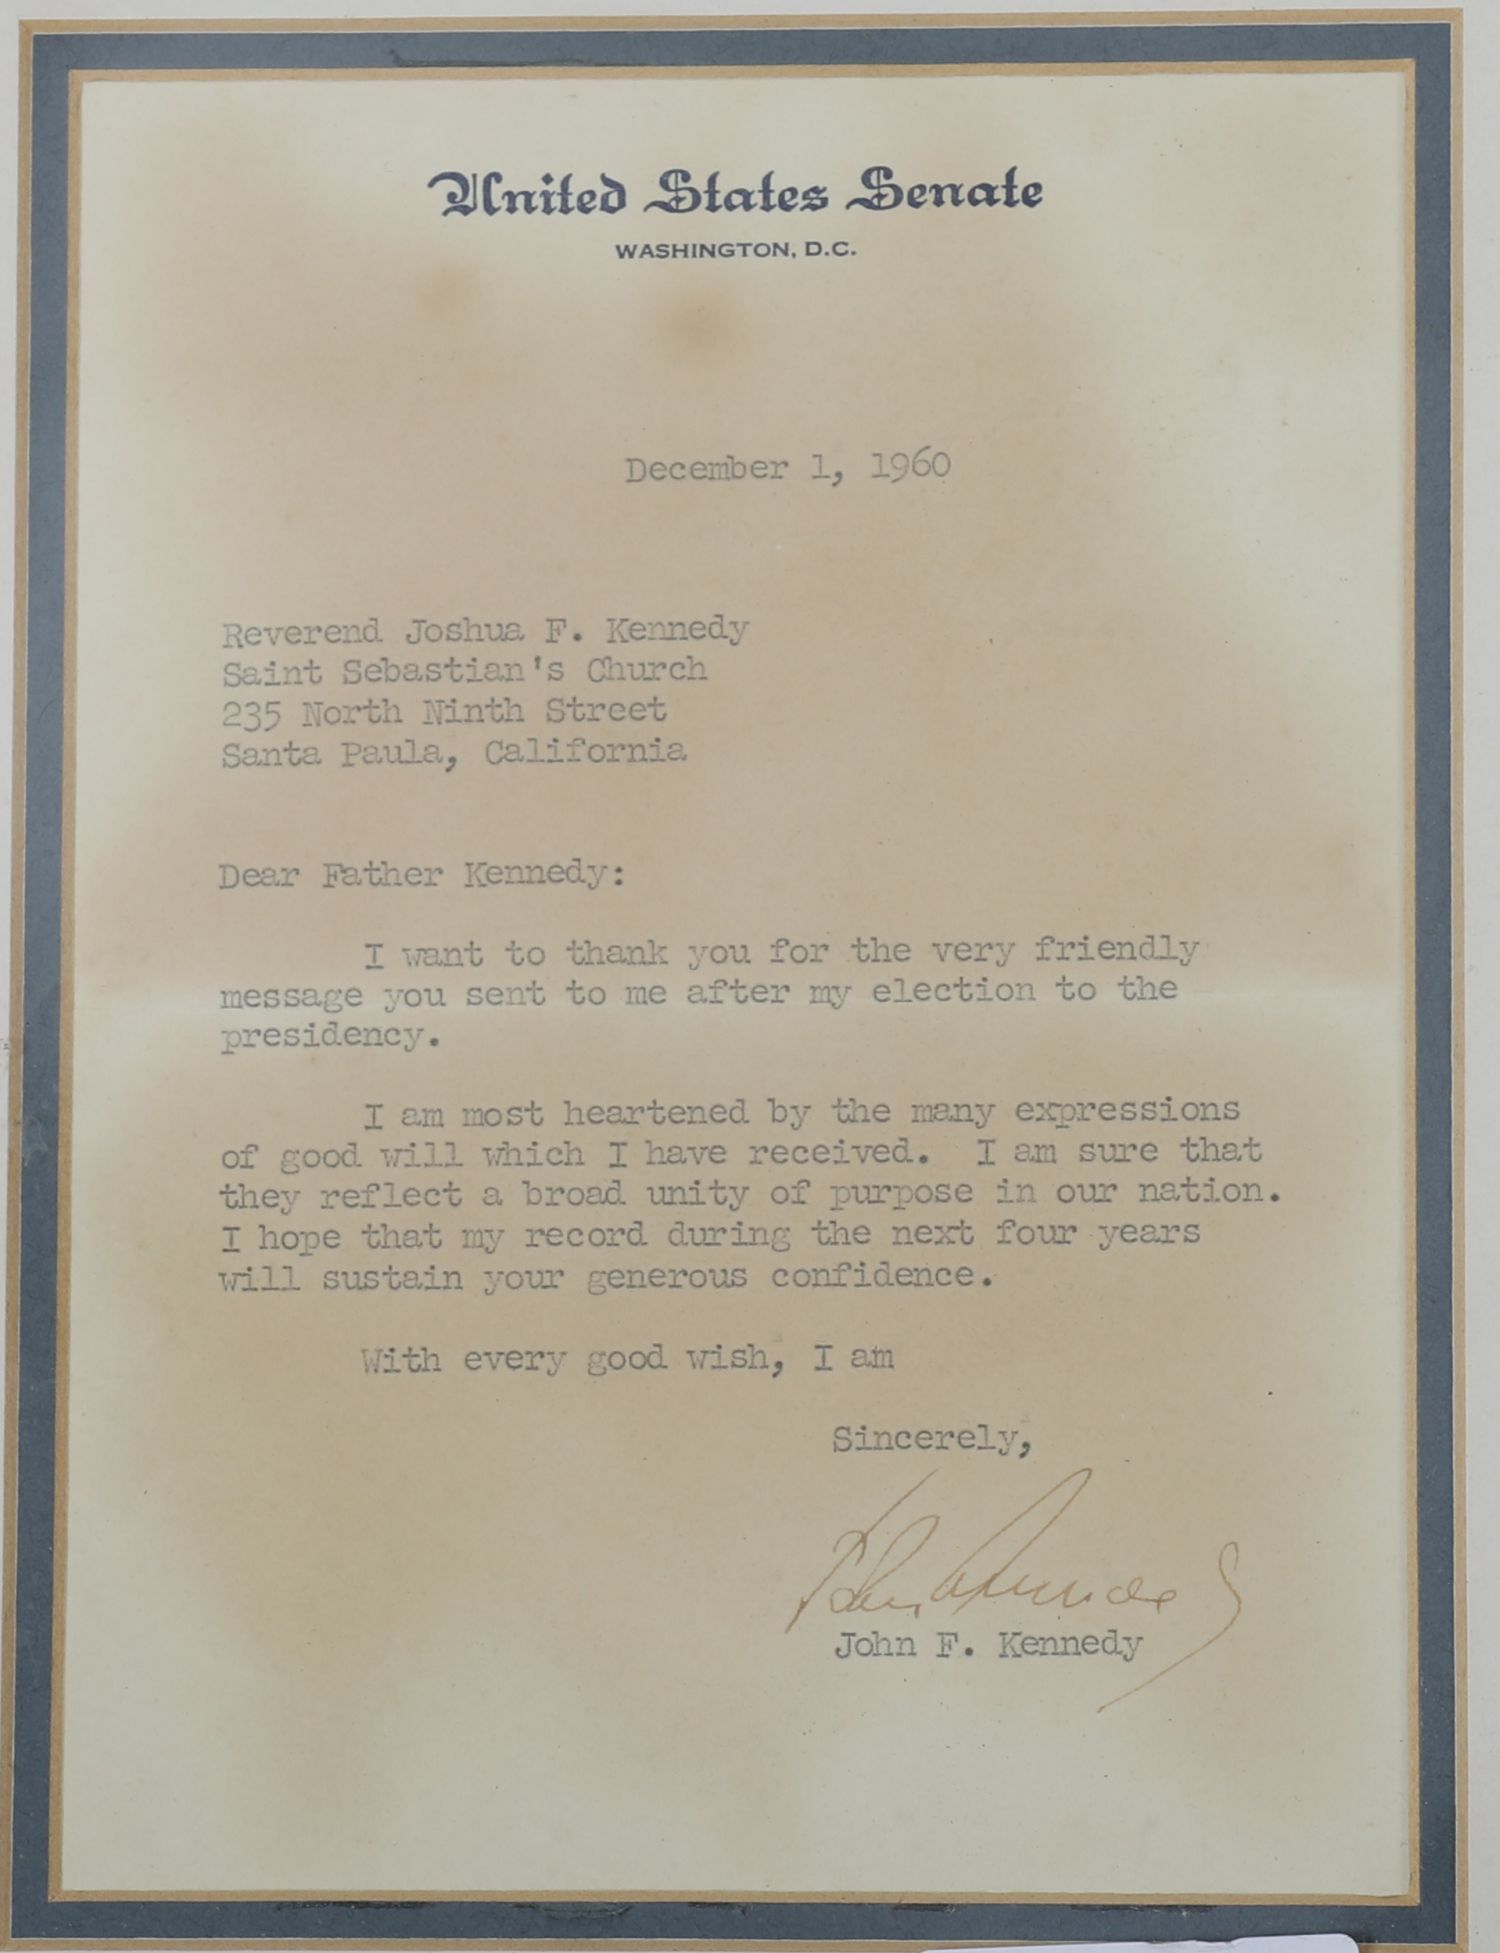 United States Senate
WASHINGTON, D.C.
December 1, 1960
Reverend Joshua F. Kennedy
Saint Sebastian's Church
235 North Ninth Street
Santa Paula, California
Dear Father Kennedy:
I want to thank you for the very friendly
message you sent to me after my election to the
presidency.
I am most heartened by the many expressions
of good will which I have received. I am sure that
they reflect a broad unity of purpose in our nation.
I hope that my record during the next four years
will sustain your generous confidence.
With every good wish, I am
Sincerely,
John Kennedy
John F. Kennedy